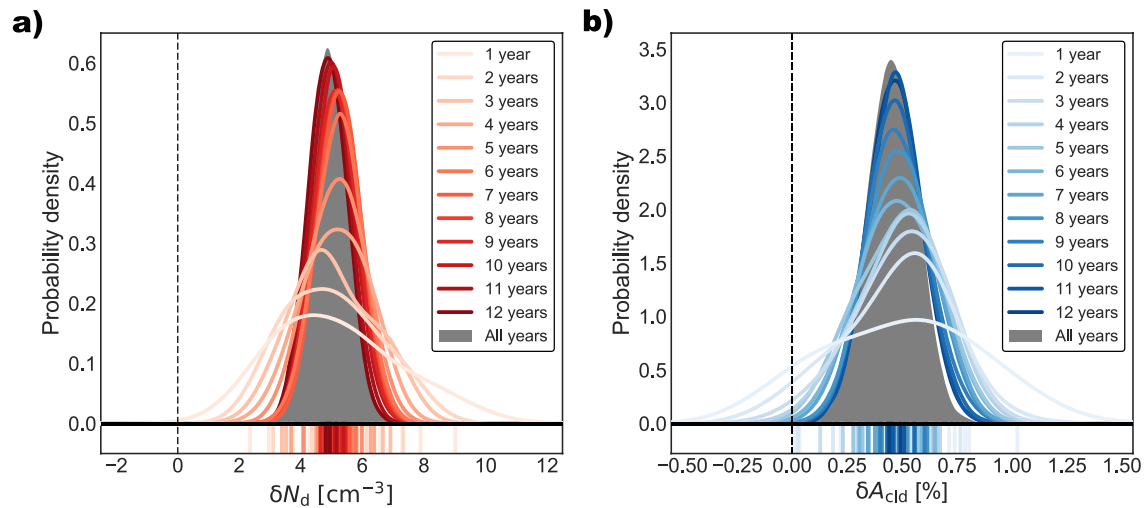 a)
Probability density
0.6
0.5
0.4
0.3
0.2
0.1
0.0
1 year
2 years
3 years
4 years
5 years
6 years
7 years
8 years
9 years
10 years
11 years
12 years
All years
−2 0 2 4 6 8 10 12
δN_d [cm⁻³]
b)
Probability density
3.5
3.0
2.5
2.0
1.5
1.0
0.5
0.0
1 year
2 years
3 years
4 years
5 years
6 years
7 years
8 years
9 years
10 years
11 years
12 years
All years
−0.50 −0.25 0.00 0.25 0.50 0.75 1.00 1.25 1.50
δA_cld [%]